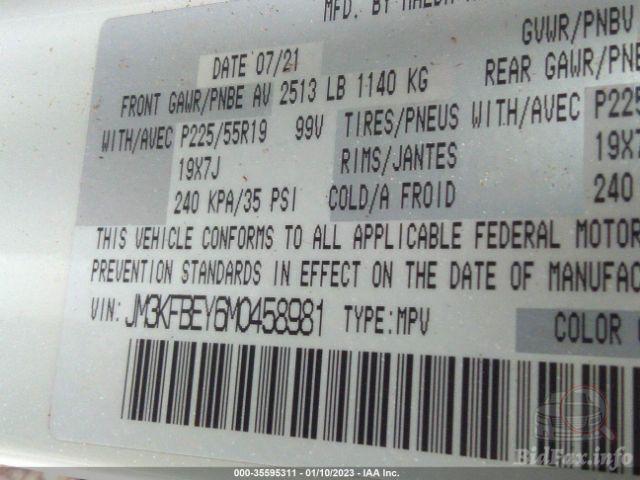 MFD. BY MAZDA
GVWR/PNBV
DATE 07/21
FRONT GAWR/PNBE AV 2513 LB 1140 KG REAR GAWR/PNBE
WITH/AVEC P225/55R19 99V TIRES/PNEUS WITH/AVEC P225
19X7J RIMS/JANTES 19X7
240 KPA/35 PSI COLD/A FROID 240
THIS VEHICLE CONFORMS TO ALL APPLICABLE FEDERAL MOTOR
PREVENTION STANDARDS IN EFFECT ON THE DATE OF MANUFAC
VIN: JM3KFBEY6M0458981 TYPE:MPV COLOR
BidFax.info
000-35595311 - 01/10/2023 - IAA Inc.